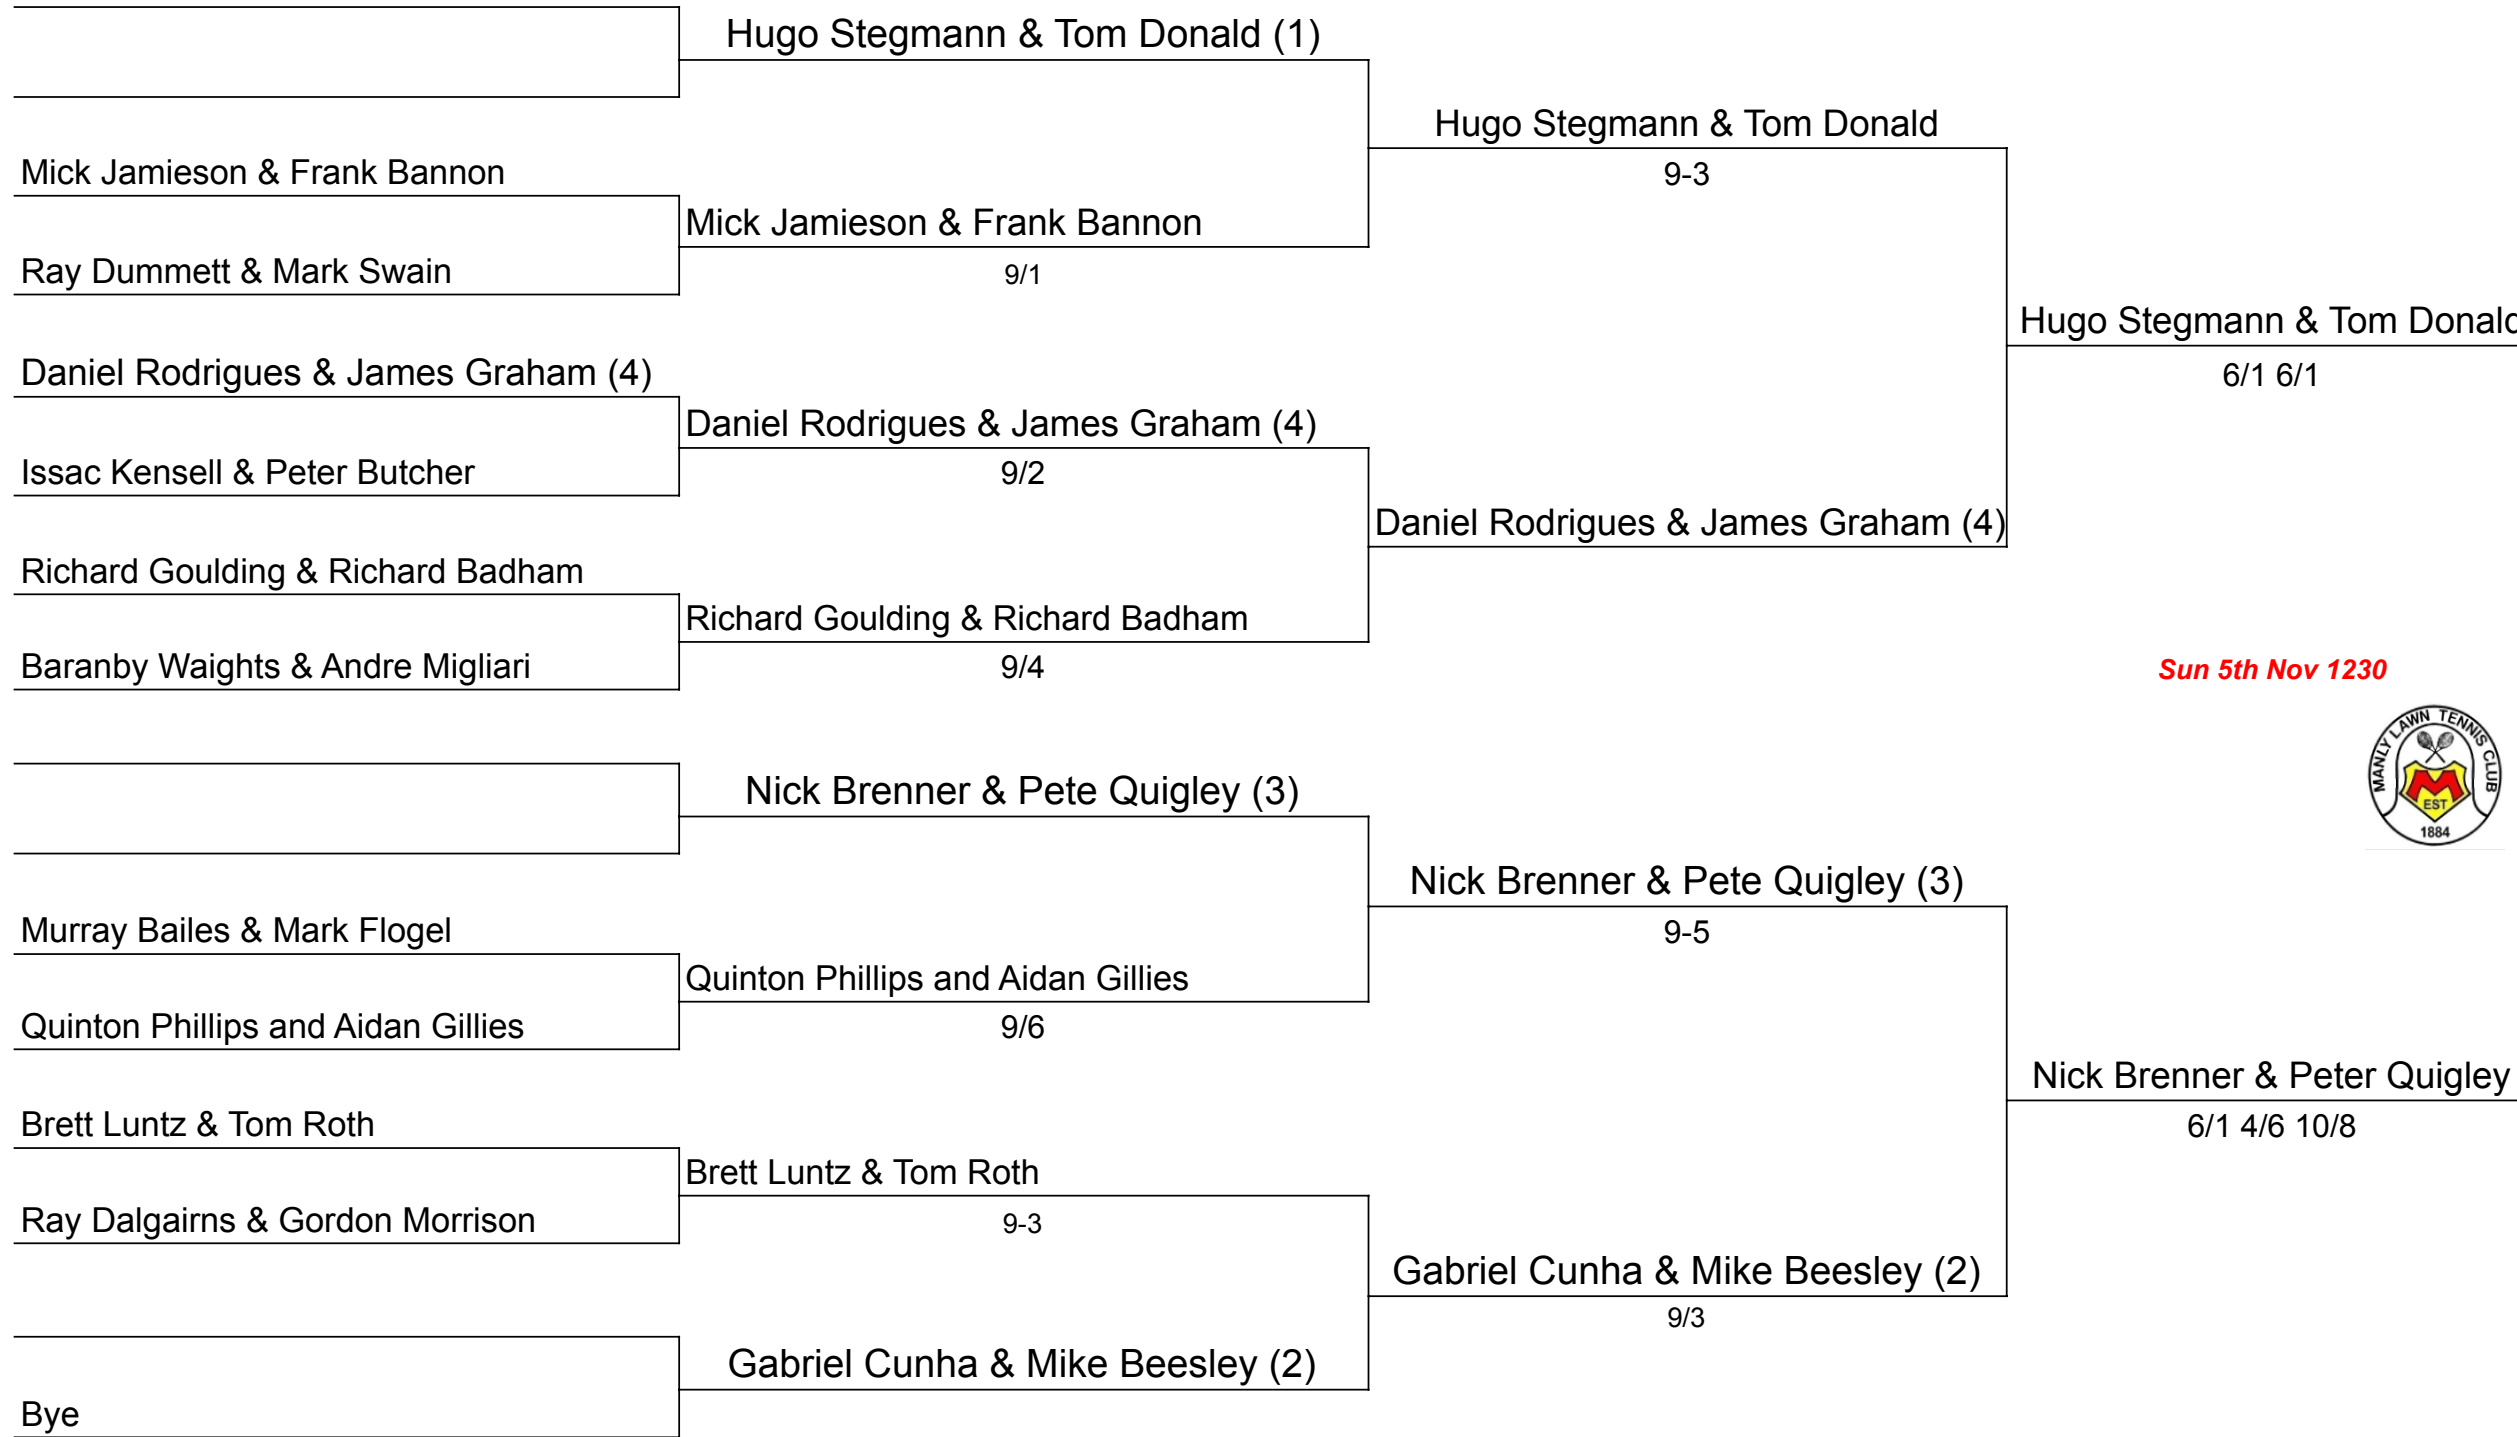 Hugo Stegmann & Tom Donald (1)
Hugo Stegmann & Tom Donald
9-3
Mick Jamieson & Frank Bannon
Mick Jamieson & Frank Bannon
9/1
Ray Dummett & Mark Swain
Hugo Stegmann & Tom Donald
6/1 6/1
Daniel Rodrigues & James Graham (4)
Daniel Rodrigues & James Graham (4)
9/2
Issac Kensell & Peter Butcher
Daniel Rodrigues & James Graham (4)
Richard Goulding & Richard Badham
Richard Goulding & Richard Badham
9/4
Baranby Waights & Andre Migliari
Sun 5th Nov 1230
MANLY LAWN TENNIS CLUB
M
EST
1884
Nick Brenner & Pete Quigley (3)
Nick Brenner & Pete Quigley (3)
9-5
Murray Bailes & Mark Flogel
Quinton Phillips and Aidan Gillies
9/6
Quinton Phillips and Aidan Gillies
Nick Brenner & Peter Quigley
6/1 4/6 10/8
Brett Luntz & Tom Roth
Brett Luntz & Tom Roth
9-3
Ray Dalgairns & Gordon Morrison
Gabriel Cunha & Mike Beesley (2)
9/3
Gabriel Cunha & Mike Beesley (2)
Bye